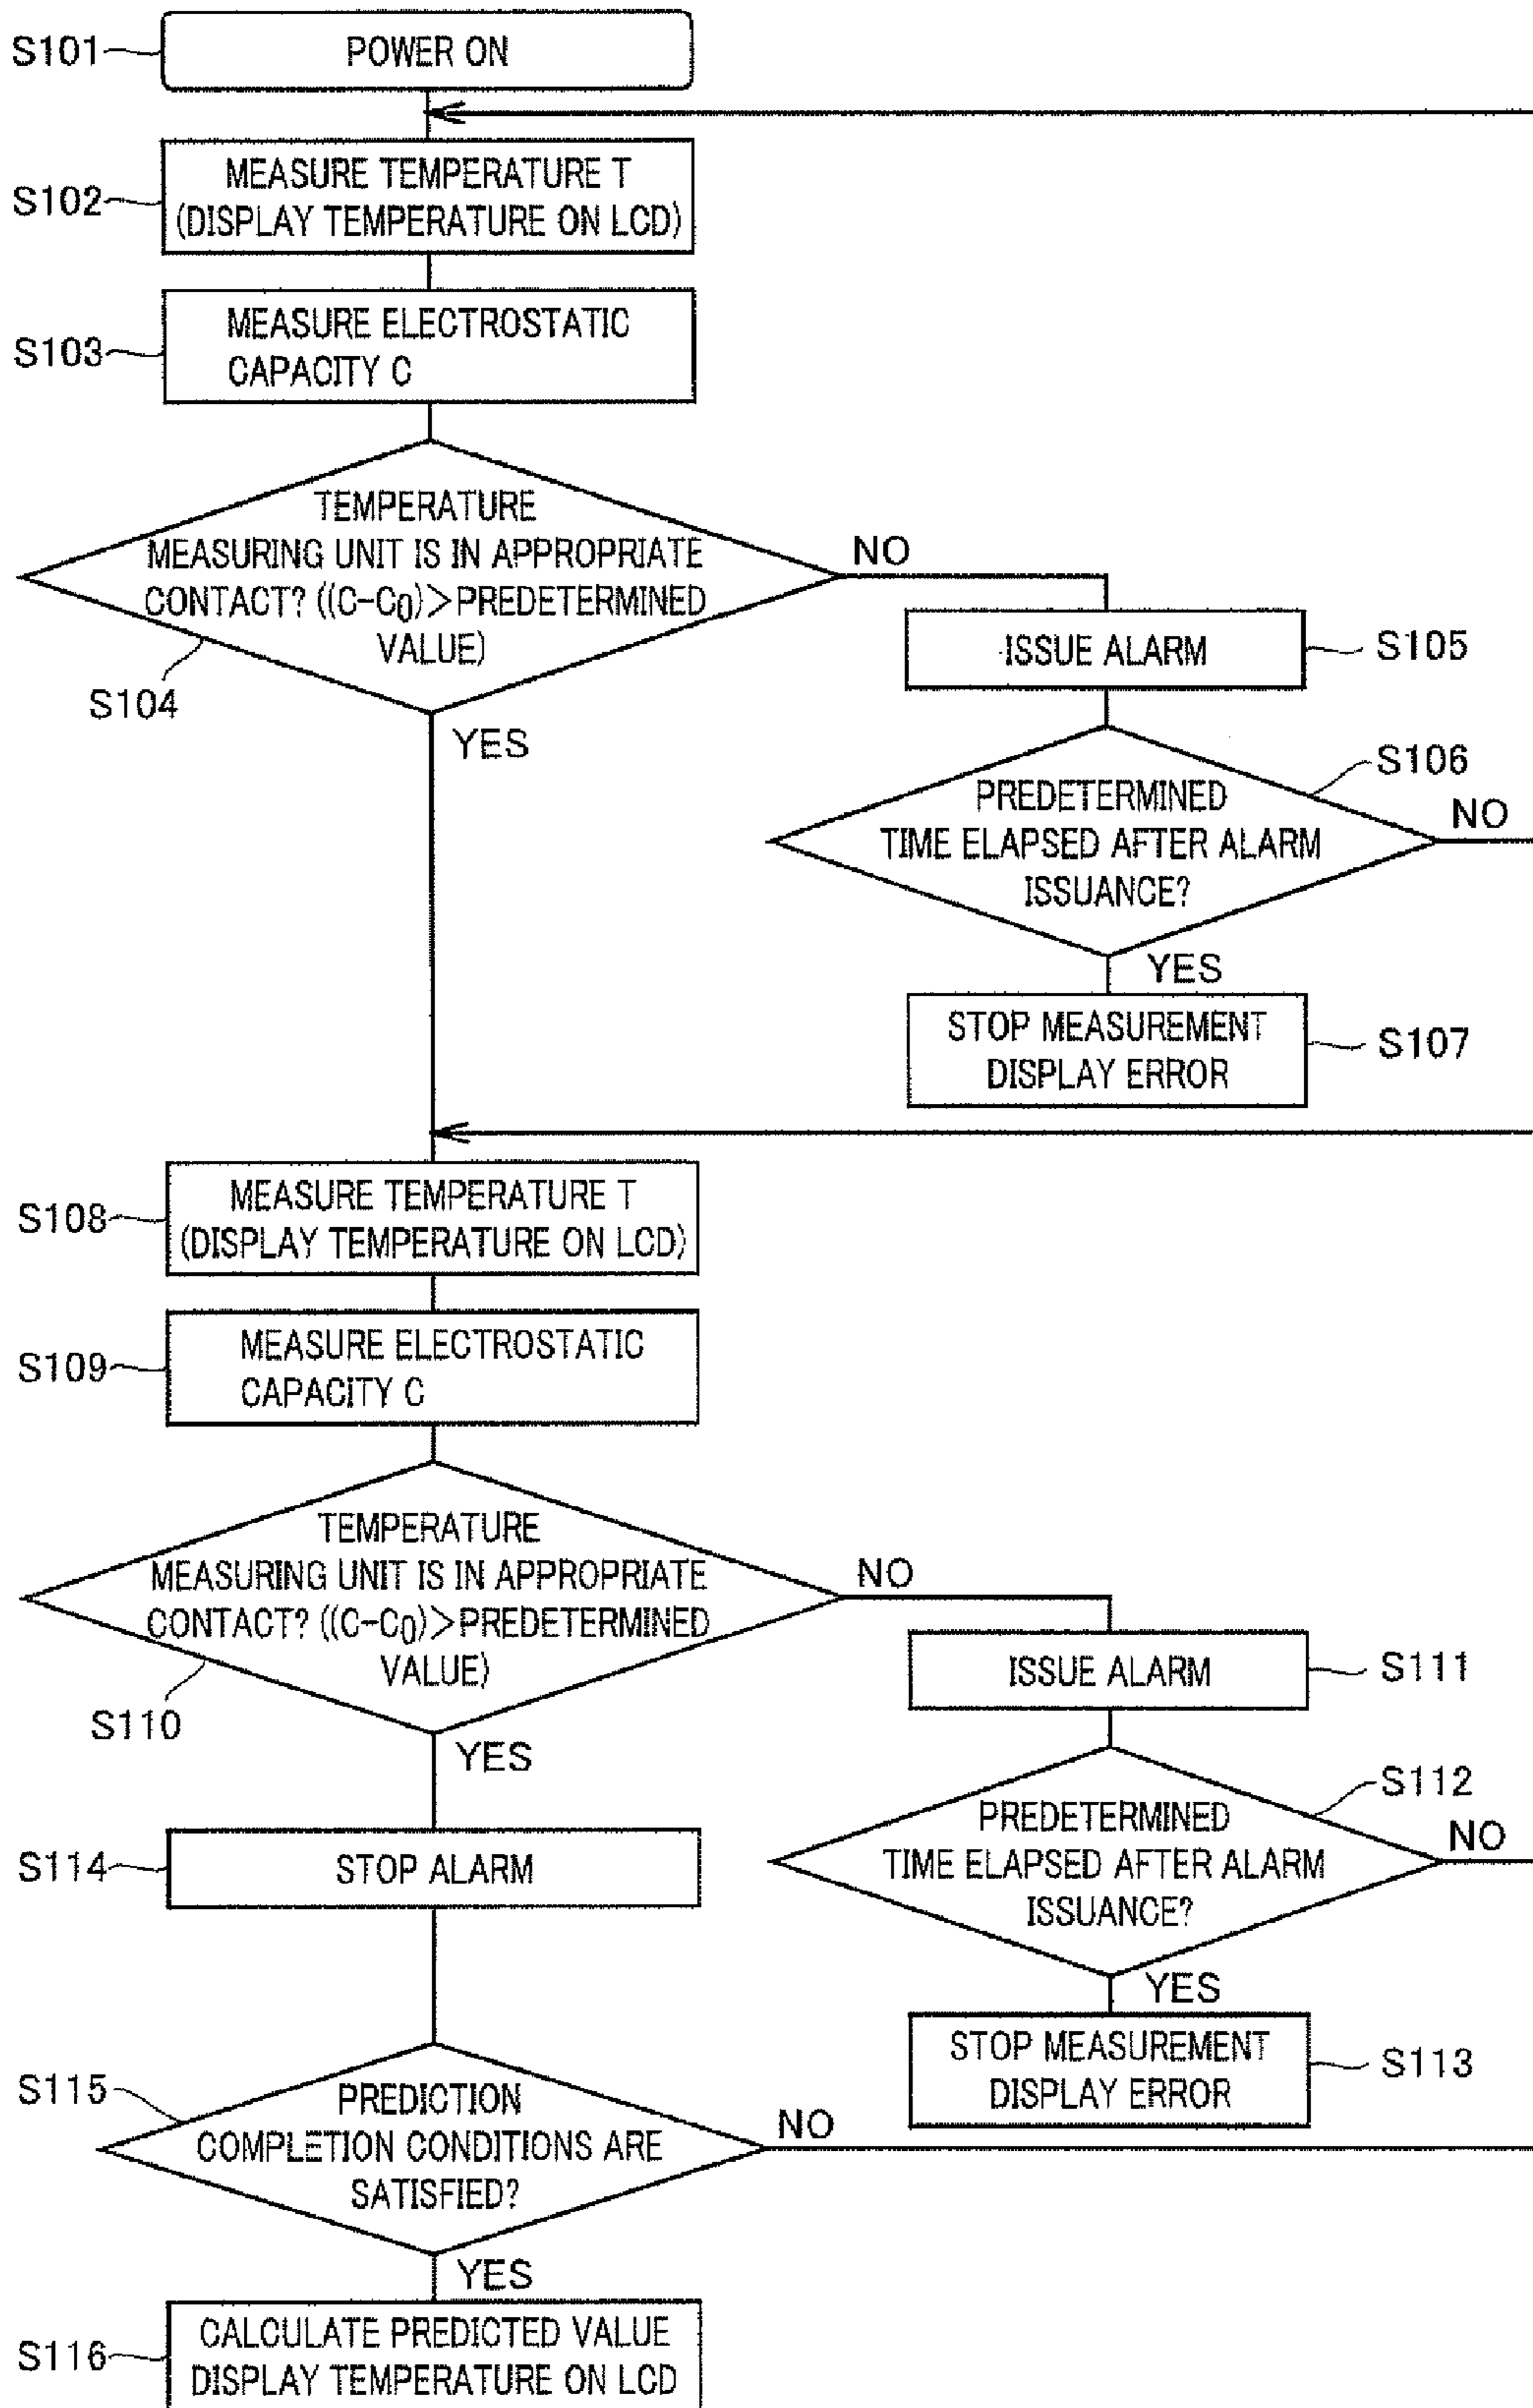 S101
POWER ON
S102
MEASURE TEMPERATURE T
(DISPLAY TEMPERATURE ON LCD)
S103
MEASURE ELECTROSTATIC
CAPACITY C
TEMPERATURE
MEASURING UNIT IS IN APPROPRIATE
CONTACT? ((C-C0)>PREDETERMINED
VALUE)
S104
NO
YES
ISSUE ALARM
S105
S106
PREDETERMINED
TIME ELAPSED AFTER ALARM
ISSUANCE?
NO
YES
STOP MEASUREMENT
DISPLAY ERROR
S107
S108
MEASURE TEMPERATURE T
(DISPLAY TEMPERATURE ON LCD)
S109
MEASURE ELECTROSTATIC
CAPACITY C
TEMPERATURE
MEASURING UNIT IS IN APPROPRIATE
CONTACT? ((C-C0)>PREDETERMINED
VALUE)
S110
NO
YES
ISSUE ALARM
S111
S112
PREDETERMINED
TIME ELAPSED AFTER ALARM
ISSUANCE?
NO
YES
STOP MEASUREMENT
DISPLAY ERROR
S113
S114
STOP ALARM
S115
PREDICTION
COMPLETION CONDITIONS ARE
SATISFIED?
NO
YES
S116
CALCULATE PREDICTED VALUE
DISPLAY TEMPERATURE ON LCD